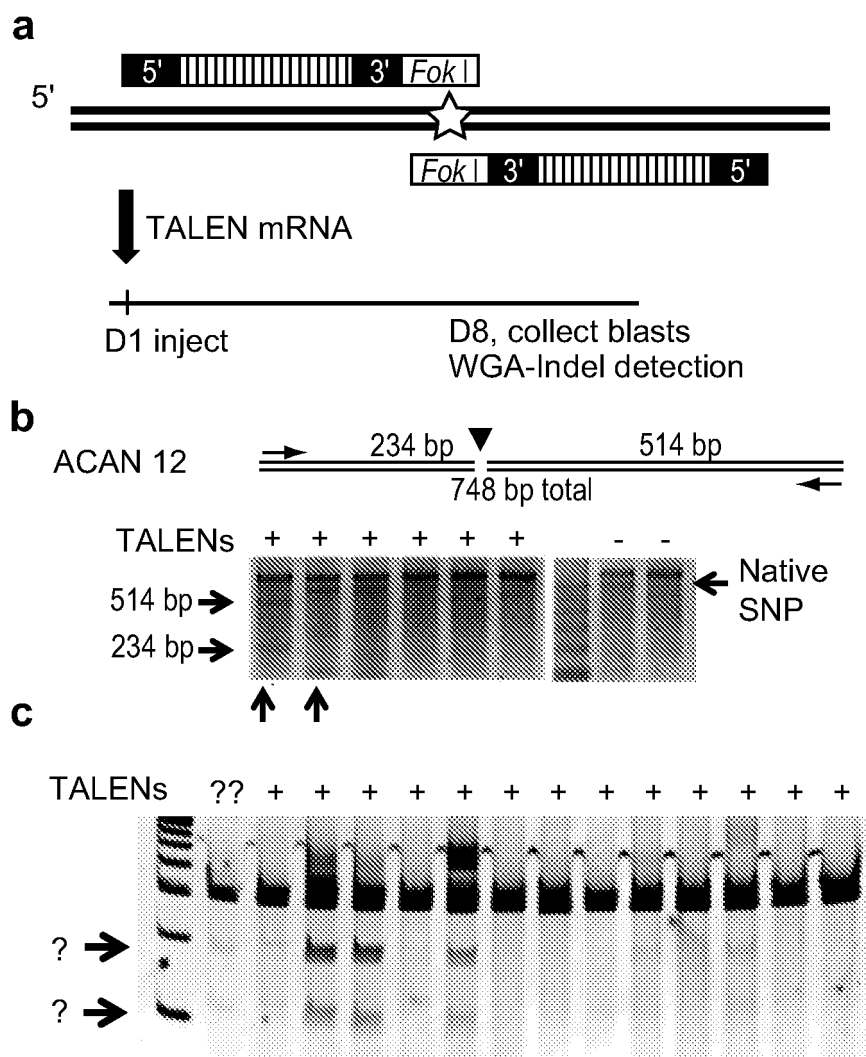 a
5' 3' Fok I
5'
Fok I 3' 5'
TALEN mRNA
D1 inject
D8, collect blasts
WGA-Indel detection
b
ACAN 12
234 bp
514 bp
748 bp total
TALENs + + + + + + - -
514 bp
234 bp
Native
SNP
c
TALENs ?? + + + + + + + + + + + + +
?
?